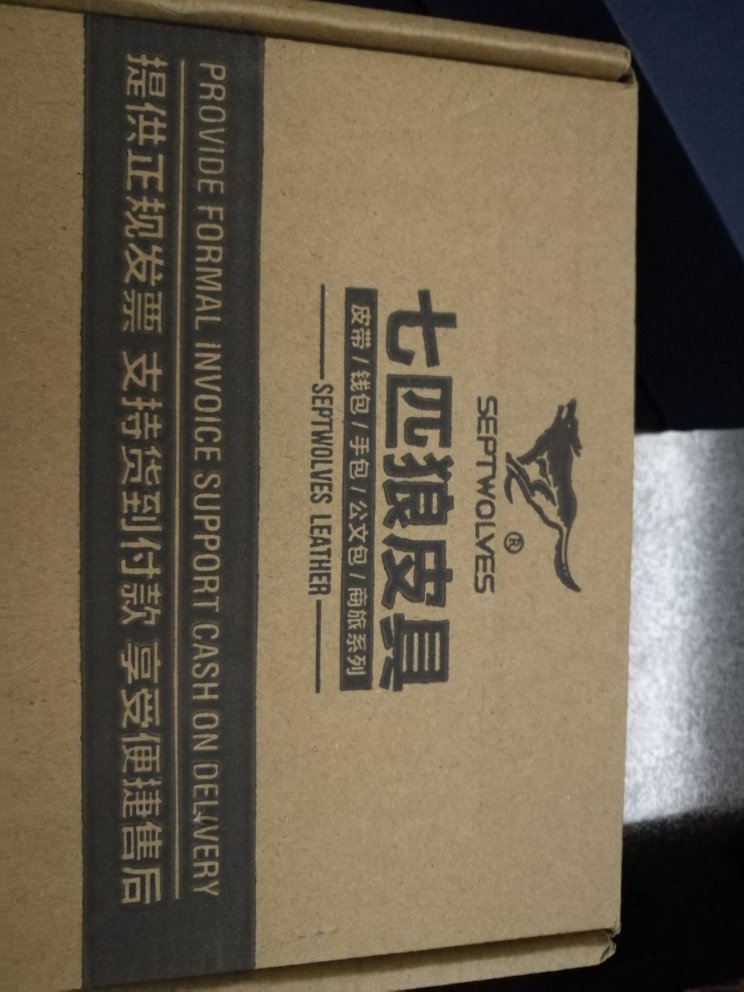 SEPTWOLVES®
七匹狼皮具
皮带/钱包/手包/公文包/商旅系列
SEPTWOLVES LEATHER
PROVIDE FORMAL INVOICE SUPPORT CASH ON DELIVERY
提供正规发票 支持货到付款 享受便捷售后